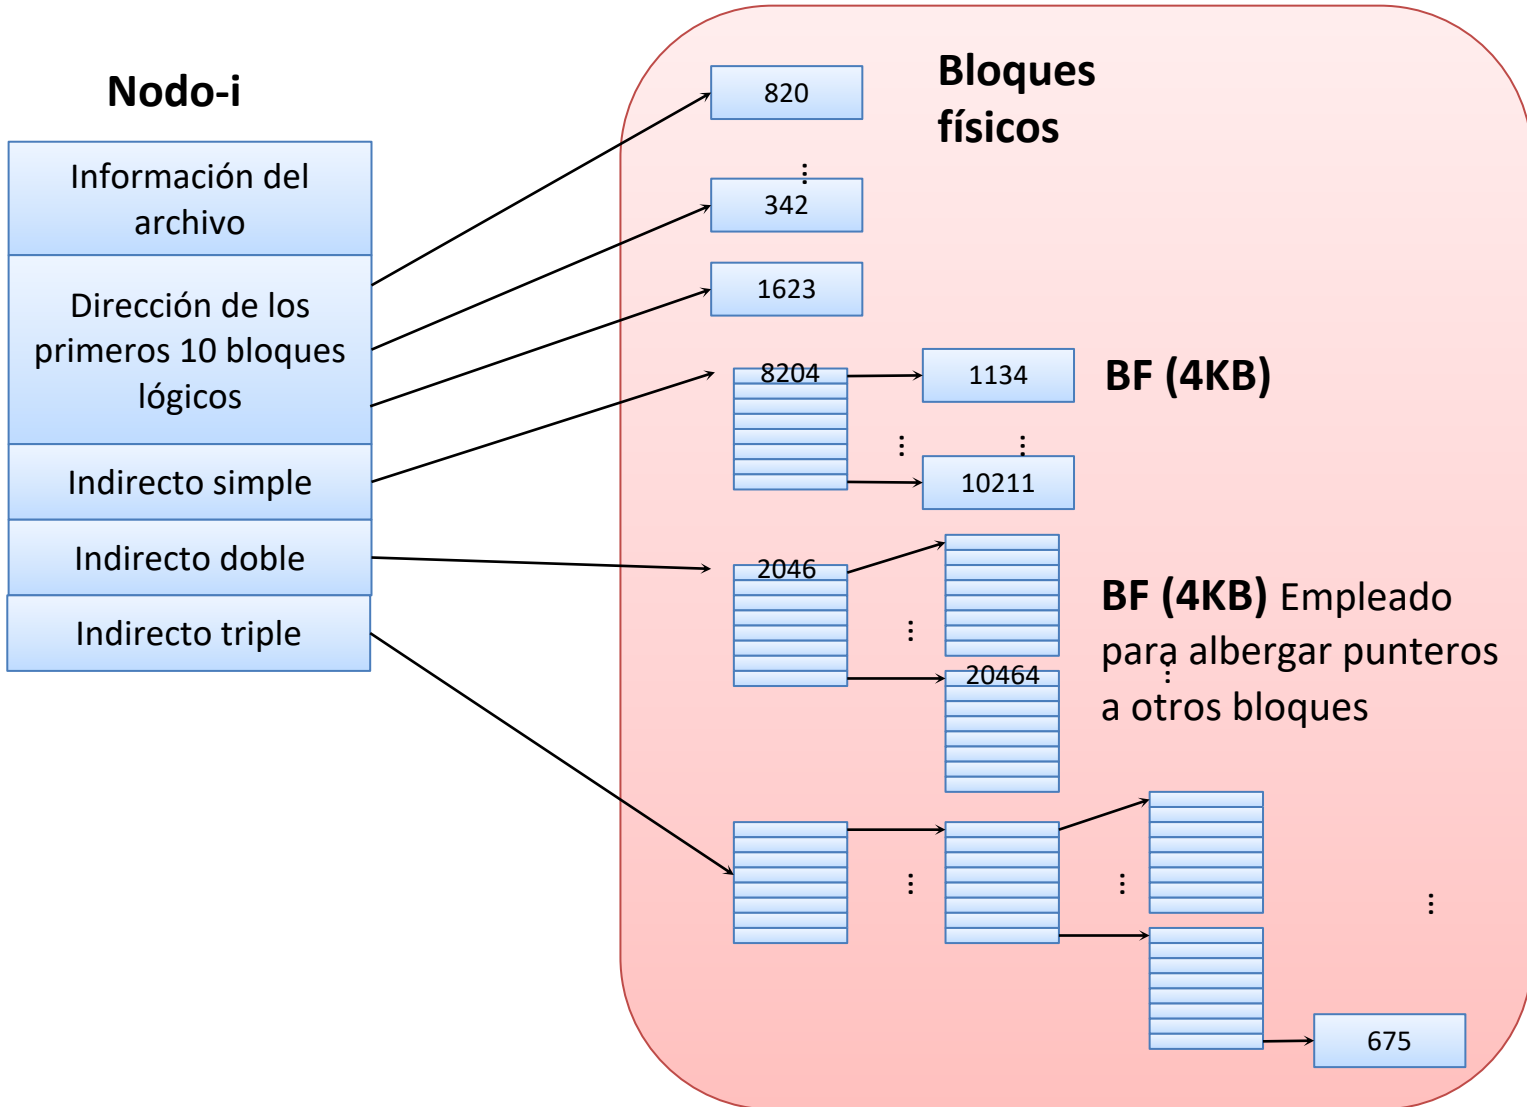 Nodo-i
Información del
archivo
Dirección de los
primeros 10 bloques
lógicos
Indirecto simple
Indirecto doble
Indirecto triple
Bloques
físicos
820
342
1623
8204
1134
10211
BF (4KB)
2046
20464
BF (4KB) Empleado
para albergar punteros
a otros bloques
675